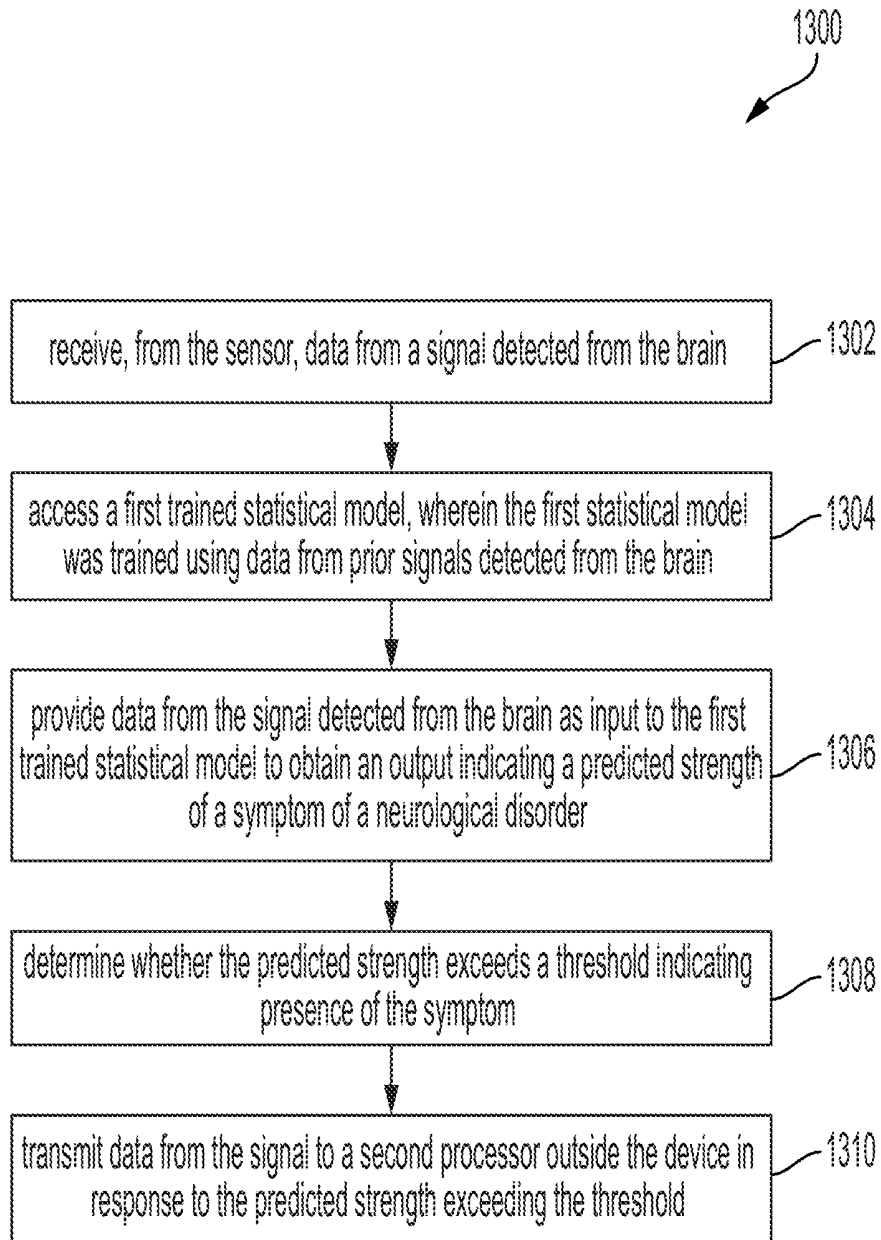 1300
receive, from the sensor, data from a signal detected from the brain
1302
access a first trained statistical model, wherein the first statistical model
was trained using data from prior signals detected from the brain
1304
provide data from the signal detected from the brain as input to the first
trained statistical model to obtain an output indicating a predicted strength
of a symptom of a neurological disorder
1306
determine whether the predicted strength exceeds a threshold indicating
presence of the symptom
1308
transmit data from the signal to a second processor outside the device in
response to the predicted strength exceeding the threshold
1310